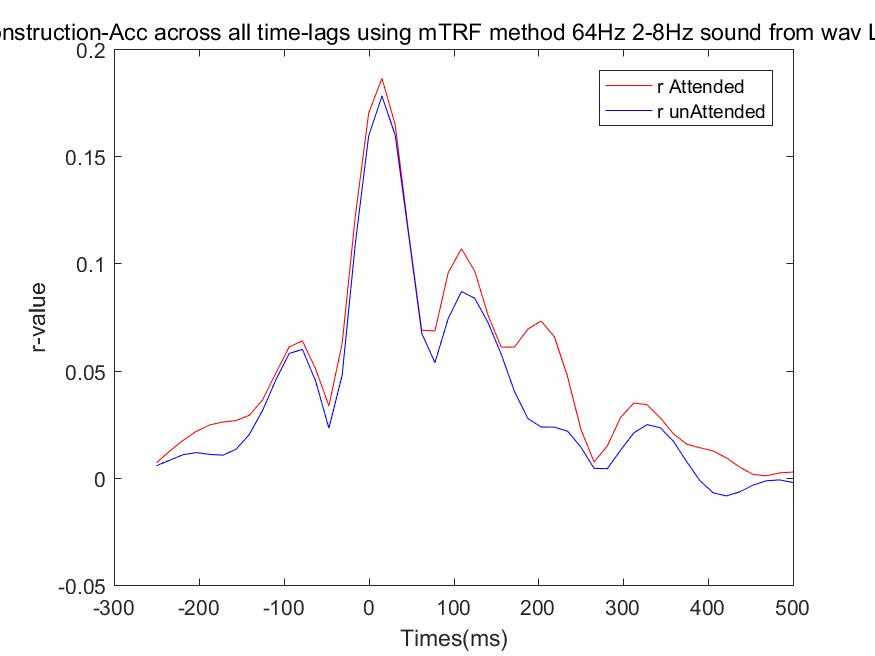 onstruction-Acc across all time-lags using mTRF method 64Hz 2-8Hz sound from wav L
0.2
r Attended
r unAttended
0.15
0.1
r-value
0.05
0
-0.05
-300 -200 -100 0 100 200 300 400 500
Times(ms)